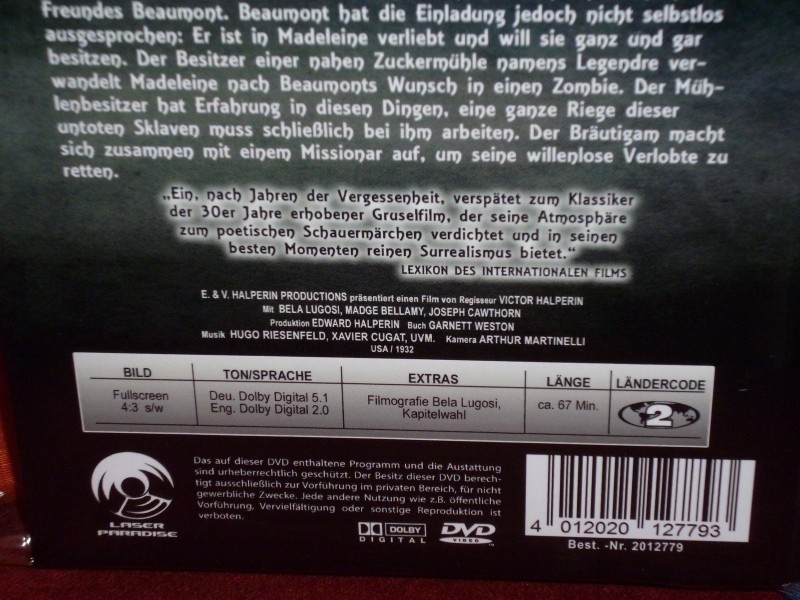 Freundes Beaumont. Beaumont hat die Einladung jedoch nicht selbstlos
ausgesprochen: Er ist in Madeleine verliebt und will sie ganz und gar
besitzen. Der Besitzer einer nahen Zuckermühle namens Legendre ver-
wandelt Madeleine nach Beaumonts Wunsch in einen Zombie. Der Müh-
lenbesitzer hat Erfahrung in diesen Dingen, eine ganze Riege dieser
untoten Sklaven muss schließlich bei ihm arbeiten. Der Bräutigam macht
sich zusammen mit einem Missionar auf, um seine willenlose Verlobte zu
retten.
„Ein, nach Jahren der Vergessenheit, verspätet zum Klassiker
der 30er Jahre erhobener Gruselfilm, der seine Atmosphäre
zum poetischen Schauermärchen verdichtet und in seinen
besten Momenten reinen Surrealismus bietet.“
LEXIKON DES INTERNATIONALEN FILMS
E. & V. HALPERIN PRODUCTIONS präsentiert einen Film von Regisseur VICTOR HALPERIN
Mit BELA LUGOSI, MADGE BELLAMY, JOSEPH CAWTHORN
Produktion EDWARD HALPERIN Buch GARNETT WESTON
Musik HUGO RIESENFELD, XAVIER CUGAT, UVM. Kamera ARTHUR MARTINELLI
USA / 1932
BILD TON/SPRACHE EXTRAS LÄNGE LÄNDERCODE
Fullscreen Deu. Dolby Digital 5.1 Filmografie Bela Lugosi, ca. 67 Min. 2
4:3 s/w Eng. Dolby Digital 2.0 Kapitelwahl
Das auf dieser DVD enthaltene Programm und die Austattung
sind urheberrechtlich geschützt. Der Besitz dieser DVD berech-
tigt ausschließlich zur Vorführung im privaten Bereich, für nicht
gewerbliche Zwecke. Jede andere Nutzung wie z.B. öffentliche
Vorführung, Vervielfältigung oder sonstige Reproduktion ist
verboten.
LASER
PARADISE
DOLBY
DIGITAL
DVD
VIDEO
4 012020 127793
Best. -Nr. 2012779